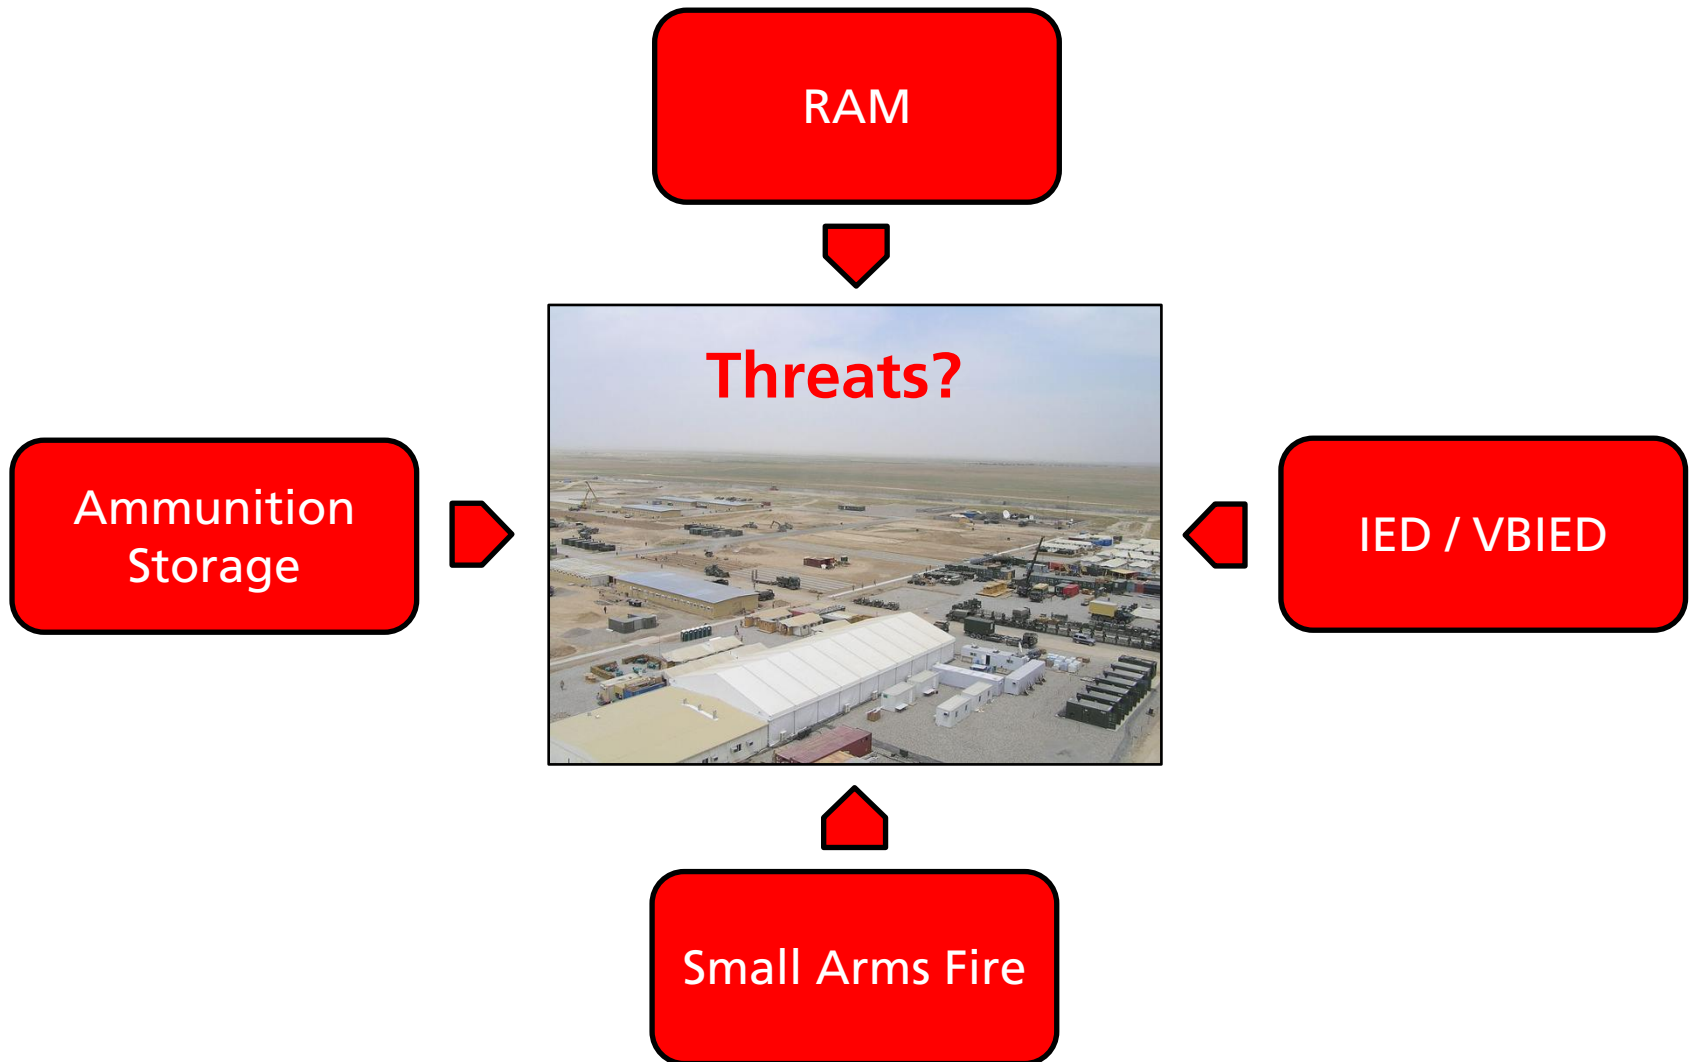 RAM
Threats?
Ammunition
Storage
IED / VBIED
Small Arms Fire